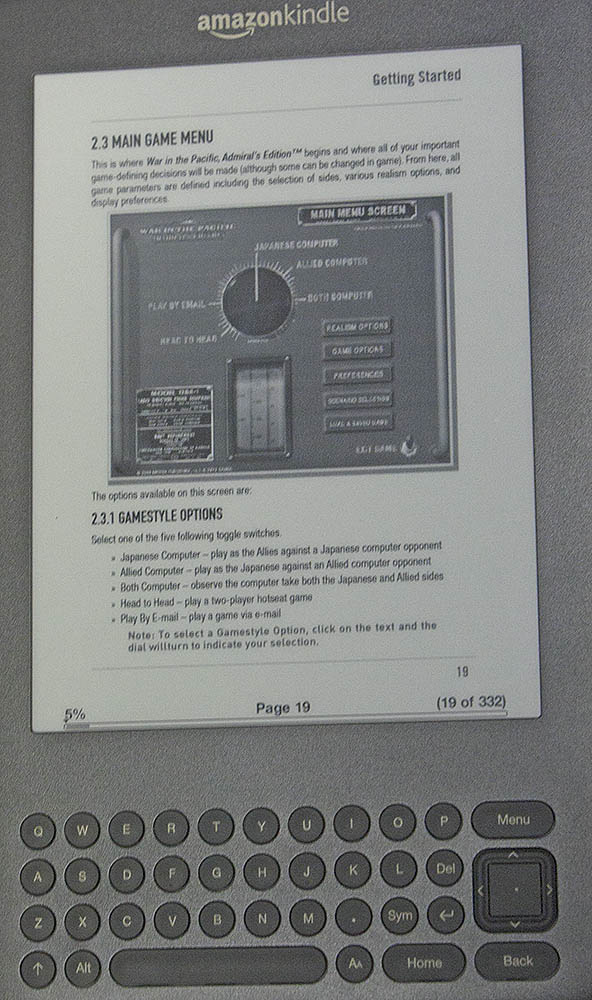 amazonkindle
Getting Started
2.3 MAIN GAME MENU
This is where War in the Pacific, Admiral's Edition™ begins and where all of your important
game-defining decisions will be made (although some can be changed in game). From here, all
game parameters are defined including the selection of sides, various realism options, and
display preferences.
MAIN MENU SCREEN
WAR IN THE PACIFIC
JAPANESE COMPUTER
ALLIED COMPUTER
PLAY BY EMAIL
BOTH COMPUTER
HEAD TO HEAD
REALISM OPTIONS
GAME OPTIONS
PREFERENCES
SCENARIO SELECTION
LOAD A SAVED GAME
EXIT GAME
The options available on this screen are:
2.3.1 GAMESTYLE OPTIONS
Select one of the five following toggle switches.
» Japanese Computer – play as the Allies against a Japanese computer opponent
» Allied Computer – play as the Japanese against an Allied computer opponent
» Both Computer – observe the computer take both the Japanese and Allied sides
» Head to Head – play a two-player hotseat game
» Play By E-mail – play a game via e-mail
Note: To select a Gamestyle Option, click on the text and the
dial willturn to indicate your selection.
19
5% Page 19 (19 of 332)
Q W E R T Y U I O P Menu
A S D F G H J K L Del
Z X C V B N M . Sym
Alt AA Home Back